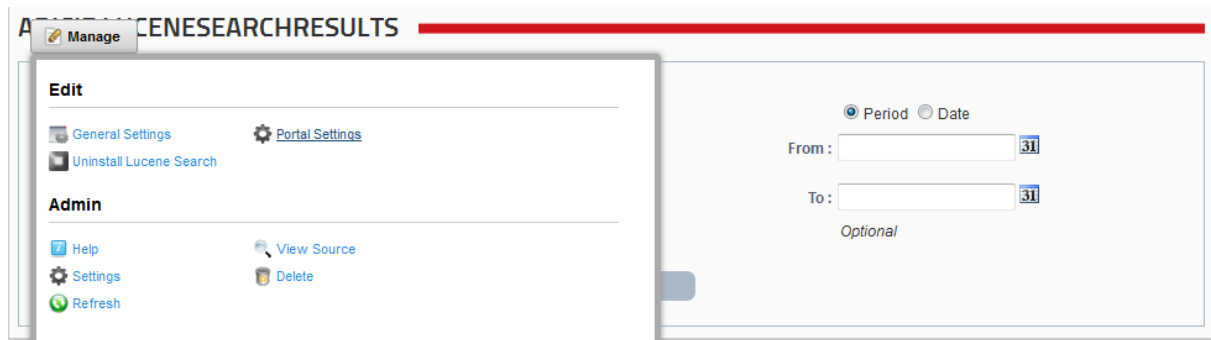 CENESEARCHRESULTS
Manage
Edit
General Settings
Portal Settings
Uninstall Lucene Search
Admin
Help
View Source
Settings
Delete
Refresh
Period
Date
From :
31
To :
31
Optional